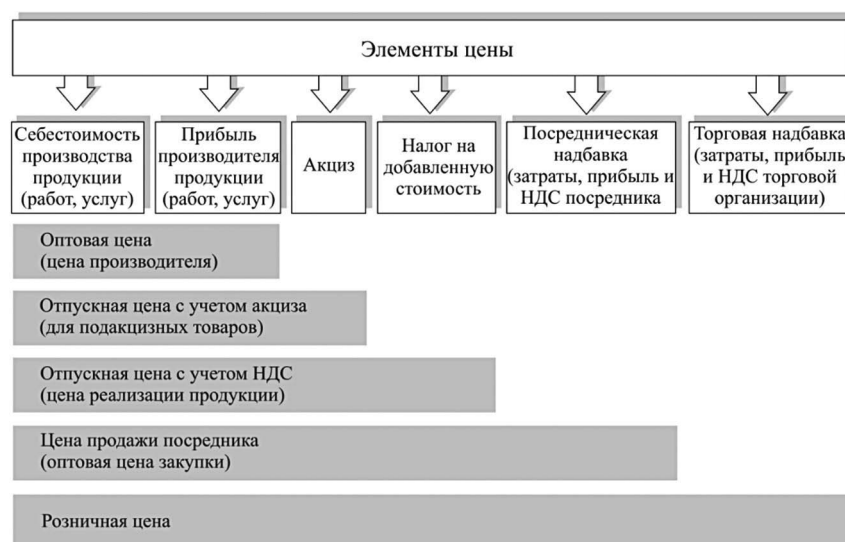 Элементы цены
Себестоимость
производства
продукции
(работ, услуг)
Прибыль
производителя
продукции
(работ, услуг)
Акциз
Налог на
добавленную
стоимость
Посредническая
надбавка
(затраты, прибыль и
НДС посредника
Торговая надбавка
(затраты, прибыль
и НДС торговой
организации)
Оптовая цена
(цена производителя)
Отпускная цена с учетом акциза
(для подакцизных товаров)
Отпускная цена с учетом НДС
(цена реализации продукции)
Цена продажи посредника
(оптовая цена закупки)
Розничная цена